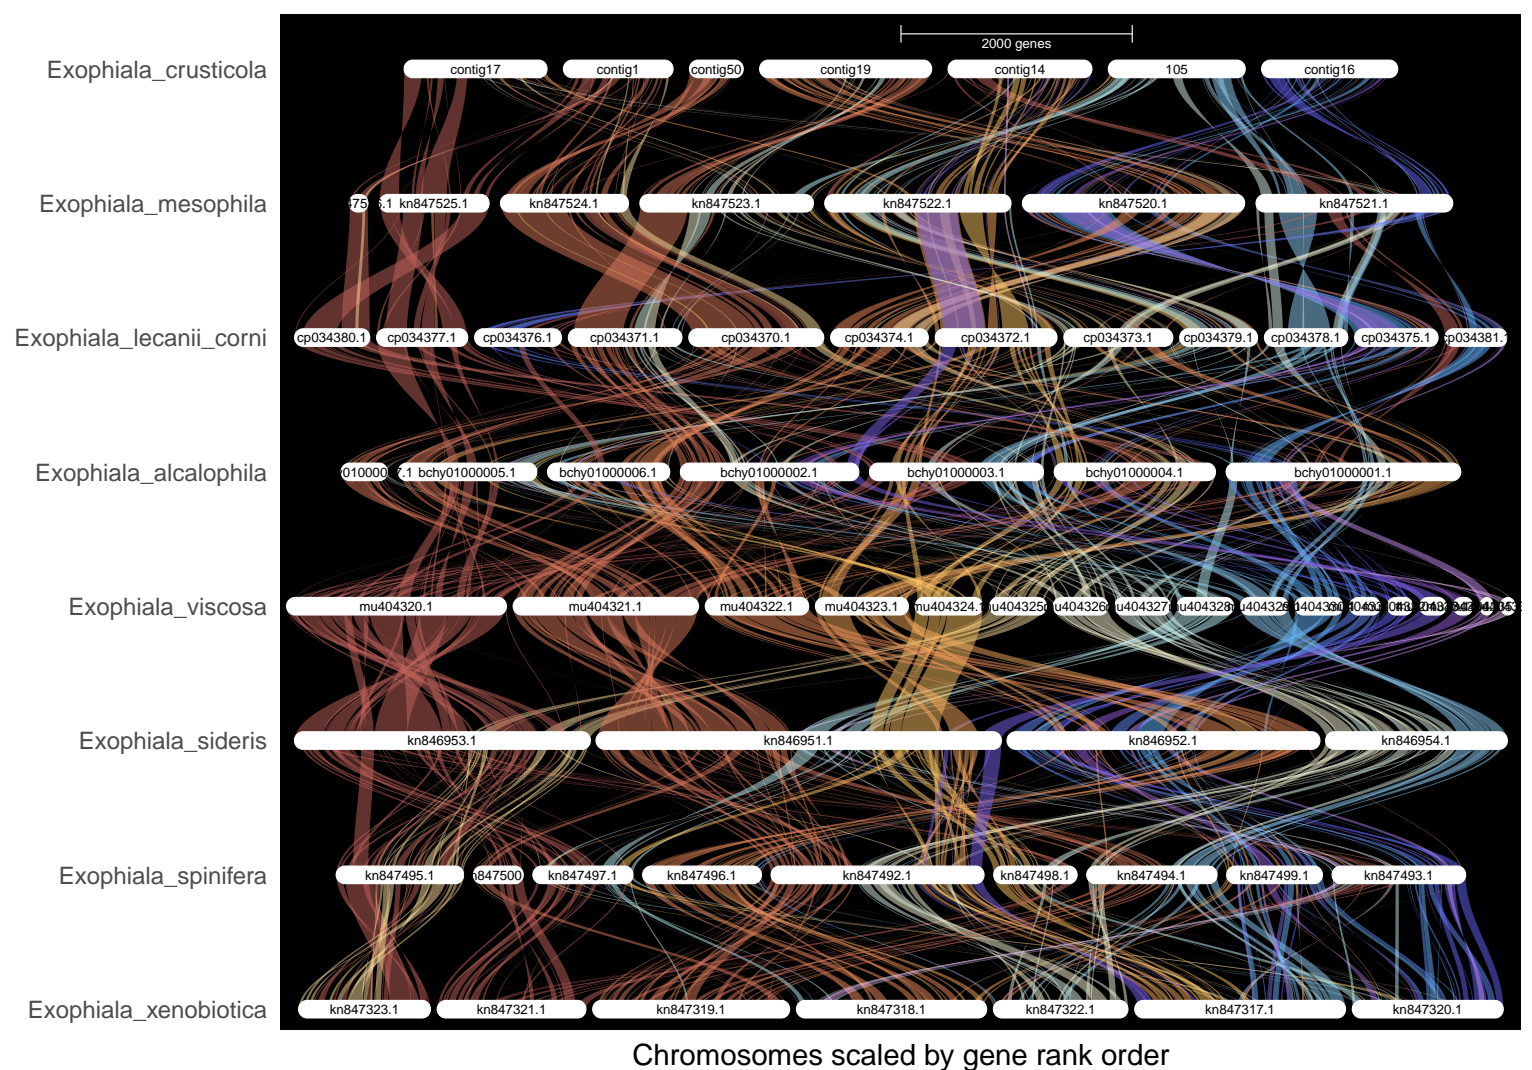 2000 genes
Exophiala_crusticola contig17 contig1 contig50 contig19 contig14 105 contig16
Exophiala_mesophila kn847525.1 kn847524.1 kn847523.1 kn847522.1 kn847520.1 kn847521.1
Exophiala_lecanii_corni cp034380.1 cp034377.1 cp034376.1 cp034371.1 cp034370.1 cp034374.1 cp034372.1 cp034373.1 cp034379.1 cp034378.1 cp034375.1 cp034381.1
Exophiala_alcalophila bchy01000005.1 bchy01000006.1 bchy01000002.1 bchy01000003.1 bchy01000004.1 bchy01000001.1
Exophiala_viscosa mu404320.1 mu404321.1 mu404322.1 mu404323.1 mu404324.1
Exophiala_sideris kn846953.1 kn846951.1 kn846952.1 kn846954.1
Exophiala_spinifera kn847495.1 kn847497.1 kn847496.1 kn847492.1 kn847498.1 kn847494.1 kn847499.1 kn847493.1
Exophiala_xenobiotica kn847323.1 kn847321.1 kn847319.1 kn847318.1 kn847322.1 kn847317.1 kn847320.1
Chromosomes scaled by gene rank order